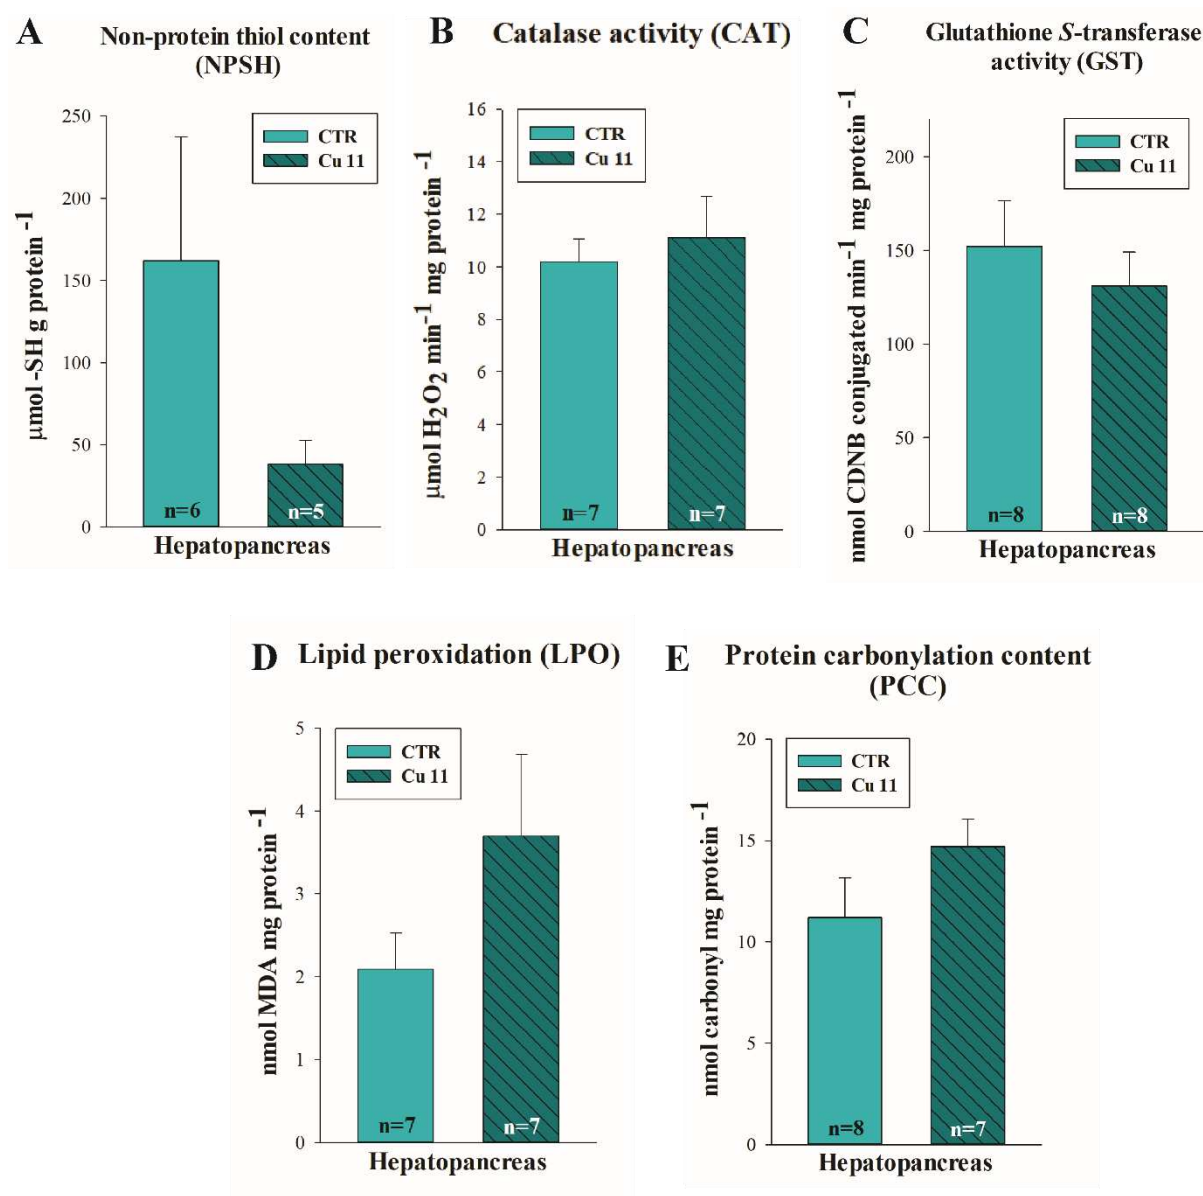 A
Non-protein thiol content
(NPSH)
250
200
150
100
50
0
μmol -SH g protein-1
CTR
Cu 11
n=6
n=5
Hepatopancreas
B
Catalase activity (CAT)
16
14
12
10
8
6
4
2
0
μmol H2O2 min-1 mg protein-1
CTR
Cu 11
n=7
n=7
Hepatopancreas
C
Glutathione S-transferase
activity (GST)
200
150
100
50
0
nmol CDNB conjugated min-1 mg protein-1
CTR
Cu 11
n=8
n=8
Hepatopancreas
D
Lipid peroxidation (LPO)
5
4
3
2
1
0
nmol MDA mg protein-1
CTR
Cu 11
n=7
n=7
Hepatopancreas
E
Protein carbonylation content
(PCC)
20
15
10
5
0
nmol carbonyl mg protein-1
CTR
Cu 11
n=8
n=7
Hepatopancreas